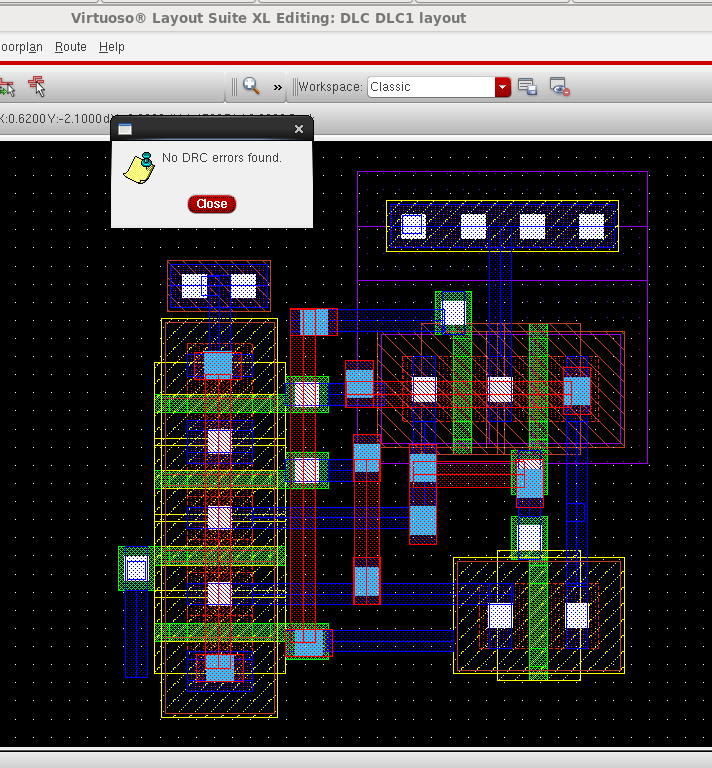 Virtuoso® Layout Suite XL Editing: DLC DLC1 layout
oorplan Route Help
» Workspace: Classic
X:0.6200 Y:-2.1000
No DRC errors found.
Close